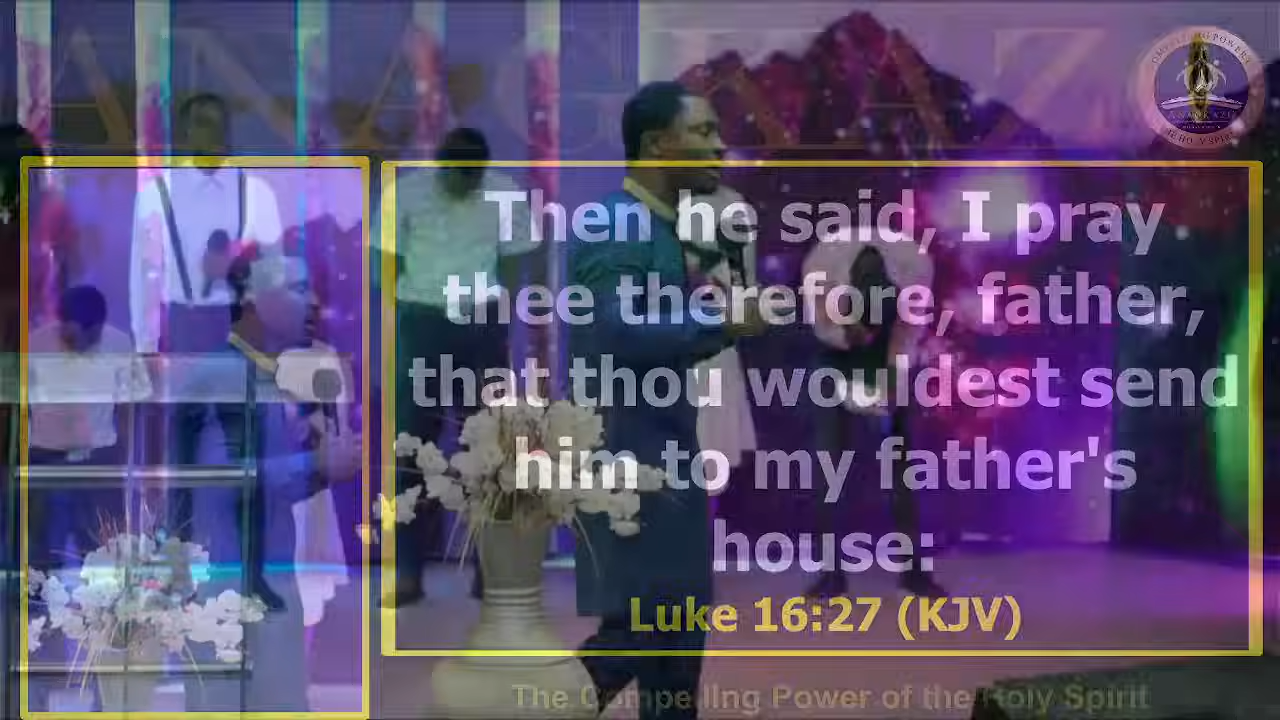 Then he said, I pray
thee therefore, father,
that thou wouldest send
him to my father's
house:
Luke 16:27 (KJV)
The Compelling Power of the Holy Spirit